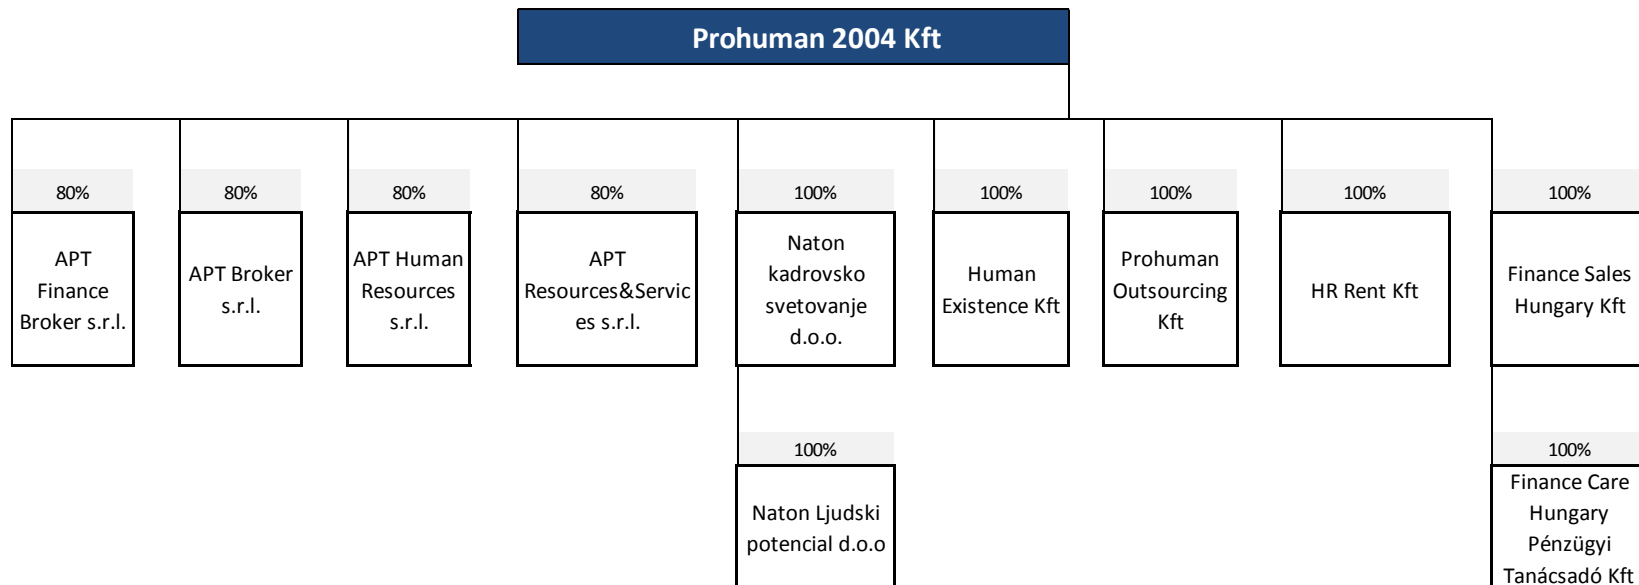 Prohuman 2004 Kft
80%
80%
80%
80%
100%
100%
100%
100%
100%
APT
Finance
Broker s.r.l.
APT Broker
s.r.l.
APT Human
Resources
s.r.l.
APT
Resources&Servic
es s.r.l.
Naton
kadrovsko
svetovanje
d.o.o.
Human
Existence Kft
Prohuman
Outsourcing
Kft
HR Rent Kft
Finance Sales
Hungary Kft
100%
100%
Naton Ljudski
potencial d.o.o
Finance Care
Hungary
Pénzügyi
Tanácsadó Kft